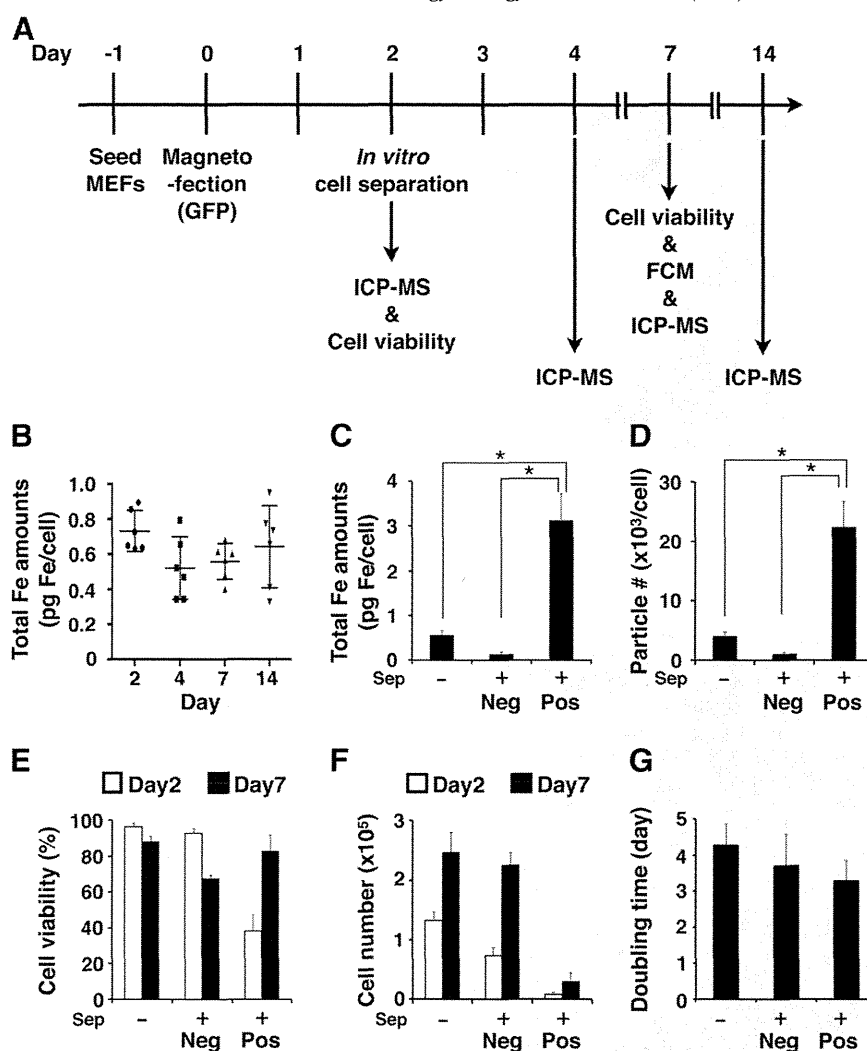 A
Day -1 0 1 2 3 4 7 14
Seed MEFs
Magneto -fection (GFP)
In vitro cell separation
ICP-MS & Cell viability
ICP-MS
Cell viability & FCM & ICP-MS
ICP-MS
B
Total Fe amounts (pg Fe/cell)
1.0
0.8
0.6
0.4
0.2
0
2 4 7 14
Day
C
Total Fe amounts (pg Fe/cell)
4
3
2
1
0
* *
Sep − + +
Neg Pos
D
Particle # (x10³/cell)
30
20
10
0
* *
Sep − + +
Neg Pos
E
Day2 Day7
Cell viability (%)
100
80
60
40
20
0
Sep − + +
Neg Pos
F
Day2 Day7
Cell number (x10⁵)
3
2
1
0
Sep − + +
Neg Pos
G
Doubling time (day)
5
4
3
2
1
0
Sep − + +
Neg Pos